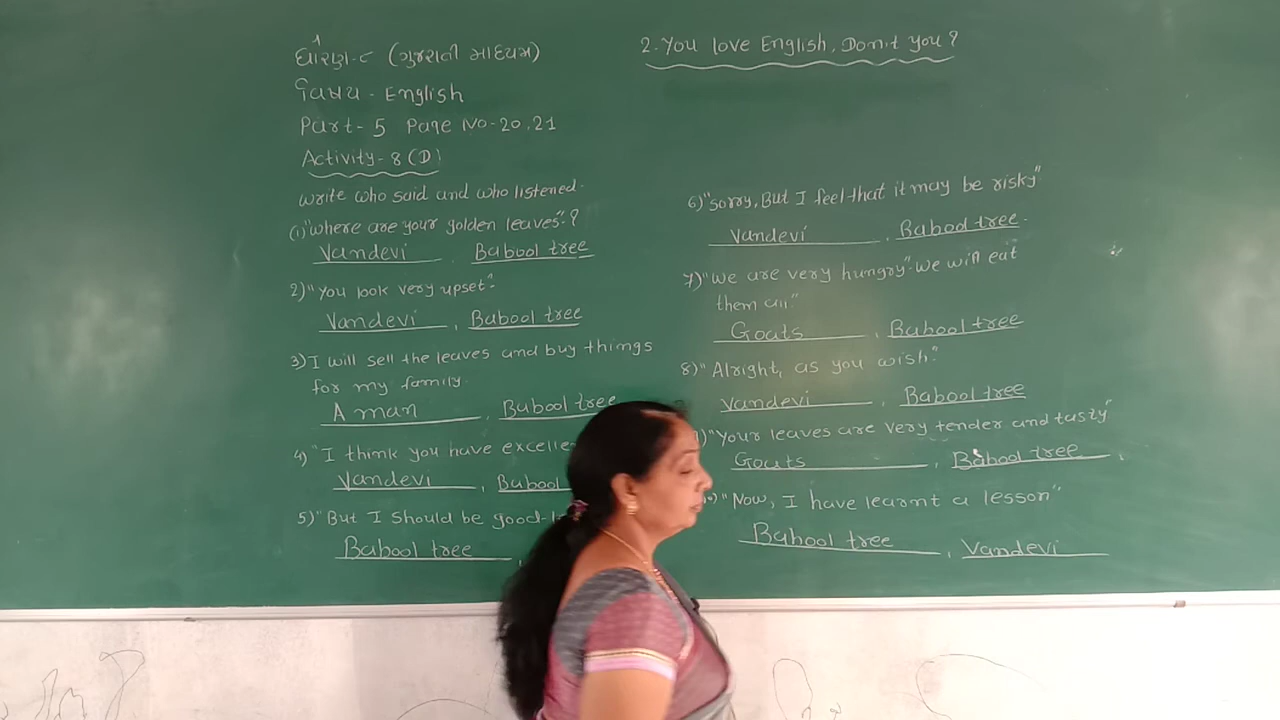 ધોરણ-૮ (ગુજરાતી માધ્યમ)
વિષય - English
Part-5 Page No-20,21
Activity-8(D)
write who said and who listened.
(1)"where are your golden leaves"?
Vandevi , Babool tree
2)"You look very upset".
Vandevi , Babool tree
3)I will sell the leaves and buy things
for my family.
A man , Babool tree
4)"I think you have
Vandevi , Babool
5)"But I should be
Babool tree ,
2. You love English, Don't you?
6)"sorry, But I feel that it may be risky"
Vandevi , Babool tree.
7)"we are very hungry". we will eat
them all"
Goats , Babool tree
8)"Alright, as you wish".
Vandevi , Babool tree
)"Your leaves are very tender and tasty"
Goats , Babool tree ,
)"Now, I have learnt a lesson"
Babool tree , Vandevi